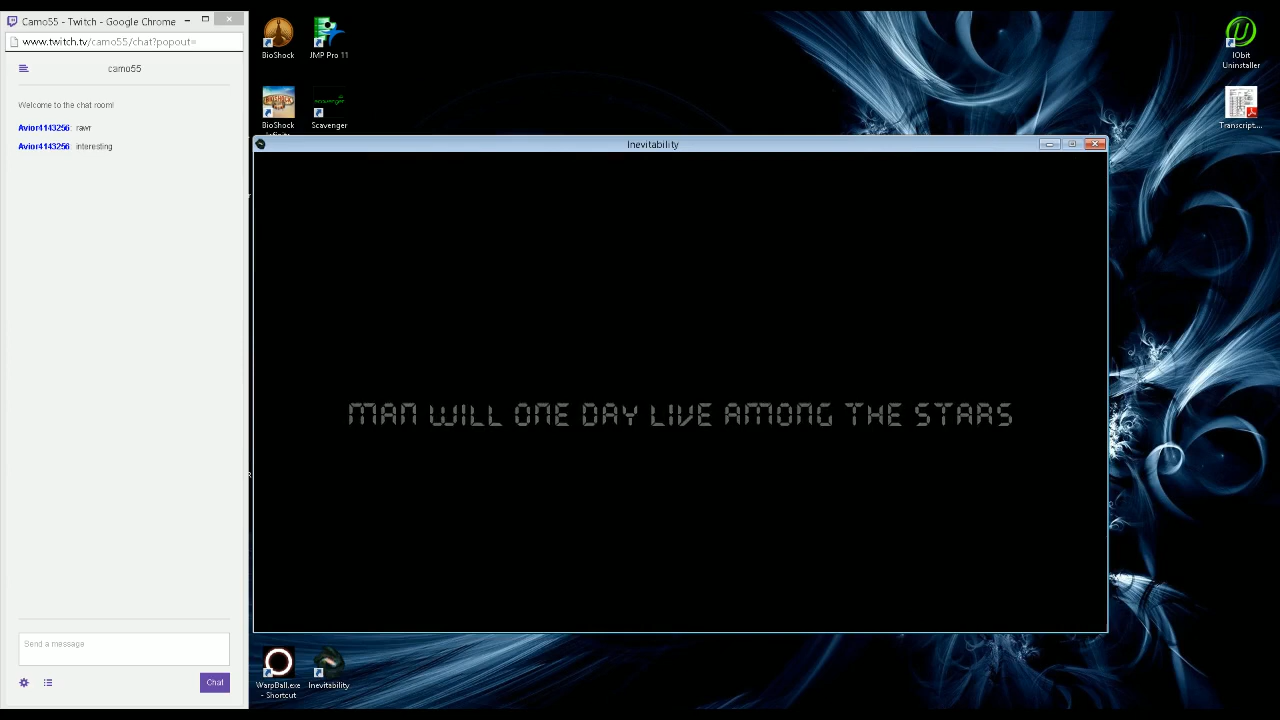 Camo55 - Twitch - Google Chrome
www.twitch.tv/camo55/chat?popout=
camo55
Welcome to the chat room!
Avior4143256: rawr
Avior4143256: interesting
Send a message
Chat
BioShock
JMP Pro 11
BioShock
Infinite
Scavenger
IObit
Uninstaller
Transcript....
Inevitability
MAN WILL ONE DAY LIVE AMONG THE STARS
WarpBall.exe
- Shortcut
Inevitability